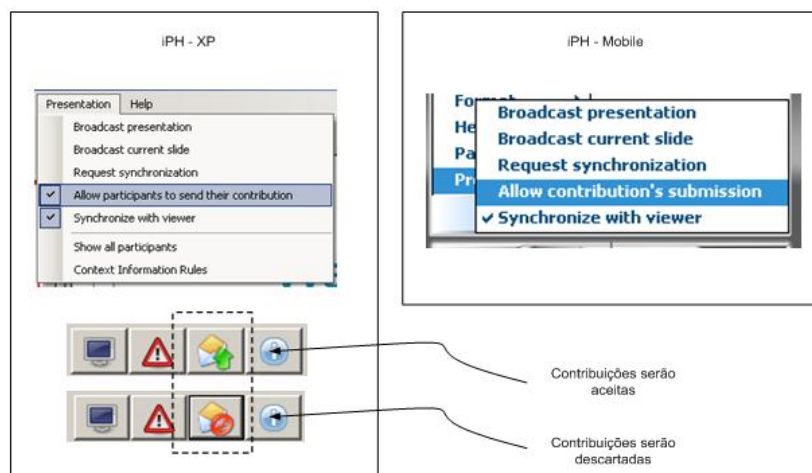 iPH - XP
Presentation Help
Broadcast presentation
Broadcast current slide
Request synchronization
Allow participants to send their contribution
Synchronize with viewer
Show all participants
Context Information Rules
iPH - Mobile
Broadcast presentation
Broadcast current slide
Request synchronization
Allow contribution's submission
Synchronize with viewer
Contribuições serão
aceitas
Contribuições serão
descartadas